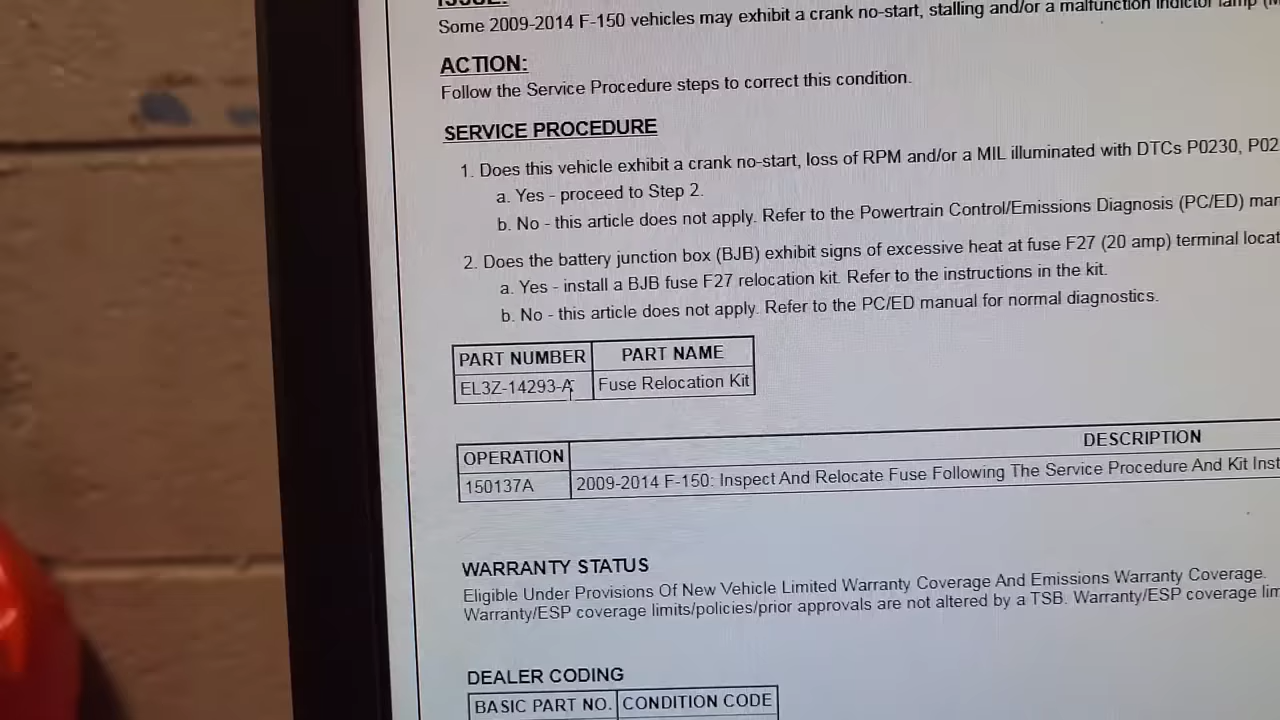 ISSUE:
Some 2009-2014 F-150 vehicles may exhibit a crank no-start, stalling and/or a malfunction indictor lamp (M
ACTION:
Follow the Service Procedure steps to correct this condition.
SERVICE PROCEDURE
1. Does this vehicle exhibit a crank no-start, loss of RPM and/or a MIL illuminated with DTCs P0230, P02
a. Yes - proceed to Step 2.
b. No - this article does not apply. Refer to the Powertrain Control/Emissions Diagnosis (PC/ED) mar
2. Does the battery junction box (BJB) exhibit signs of excessive heat at fuse F27 (20 amp) terminal locat
a. Yes - install a BJB fuse F27 relocation kit. Refer to the instructions in the kit.
b. No - this article does not apply. Refer to the PC/ED manual for normal diagnostics.
PART NUMBER PART NAME
EL3Z-14293-A Fuse Relocation Kit
OPERATION DESCRIPTION
150137A 2009-2014 F-150: Inspect And Relocate Fuse Following The Service Procedure And Kit Inst
WARRANTY STATUS
Eligible Under Provisions Of New Vehicle Limited Warranty Coverage And Emissions Warranty Coverage.
Warranty/ESP coverage limits/policies/prior approvals are not altered by a TSB. Warranty/ESP coverage lim
DEALER CODING
BASIC PART NO. CONDITION CODE